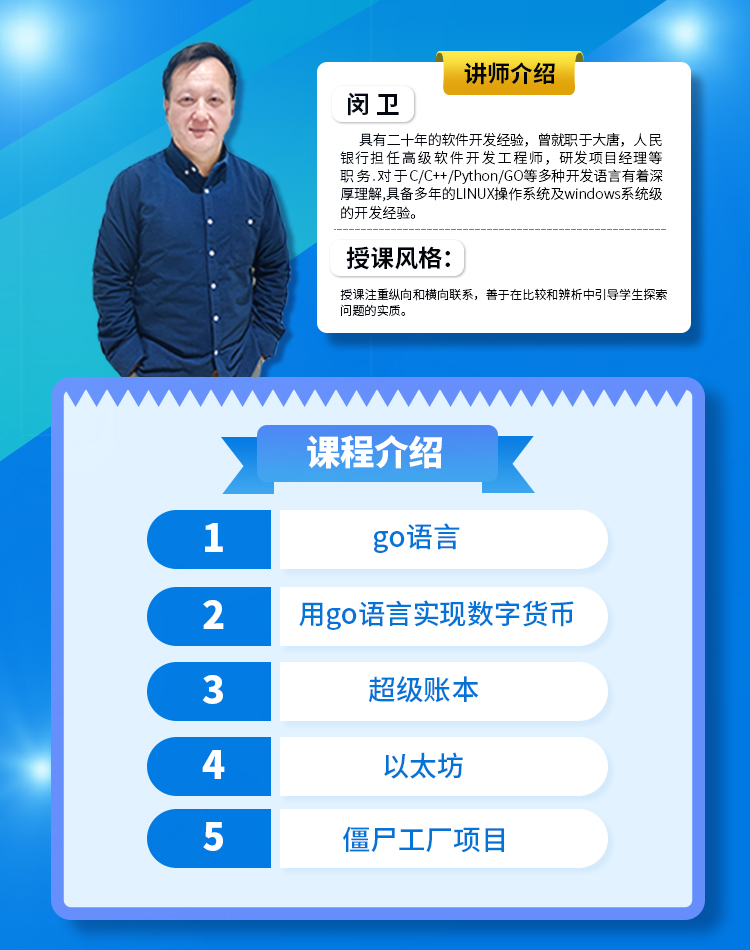 讲师介绍
闵 卫
具有二十年的软件开发经验，曾就职于大唐，人民
银行担任高级软件开发工程师，研发项目经理等
职务.对于C/C++/Python/GO等多种开发语言有着深
厚理解,具备多年的LINUX操作系统及windows系统级
的开发经验。
授课风格：
授课注重纵向和横向联系，善于在比较和辨析中引导学生探索
问题的实质。
课程介绍
1 go语言
2 用go语言实现数字货币
3 超级账本
4 以太坊
5 僵尸工厂项目